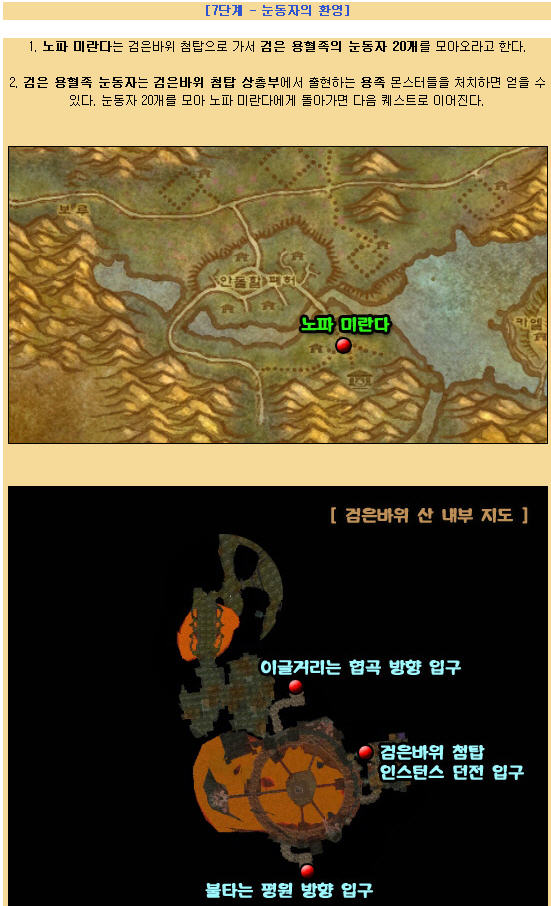 [7단계 - 눈동자의 환영]
1. 노파 미란다는 검은바위 첨탑으로 가서 검은 용혈족의 눈동자 20개를 모아오라고 한다.
2. 검은 용혈족 눈동자는 검은바위 첨탑 상층부에서 출현하는 용족 몬스터들을 처치하면 얻을 수
있다. 눈동자 20개를 모아 노파 미란다에게 돌아가면 다음 퀘스트로 이어진다.
보루
안돌할 폐허
노파 미란다
카엘
[ 검은바위 산 내부 지도 ]
이글거리는 협곡 방향 입구
검은바위 첨탑
인스턴스 던전 입구
불타는 평원 방향 입구